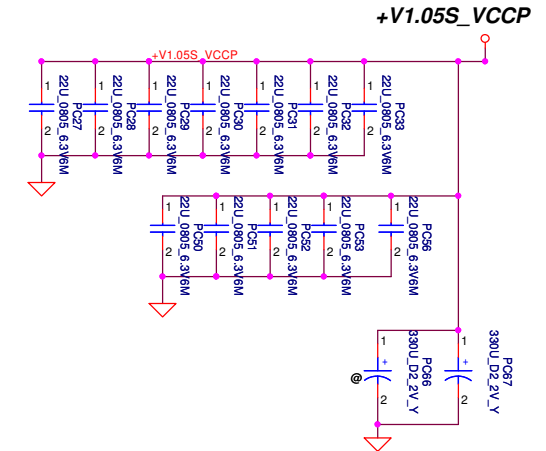 +V1.05S_VCCP
+V1.05S_VCCP
1
2
22U_0805_6.3V6M
PC27
1
2
22U_0805_6.3V6M
PC28
1
2
22U_0805_6.3V6M
PC29
1
2
22U_0805_6.3V6M
PC30
1
2
22U_0805_6.3V6M
PC31
1
2
22U_0805_6.3V6M
PC32
1
2
22U_0805_6.3V6M
PC33
1
2
22U_0805_6.3V6M
PC50
1
2
22U_0805_6.3V6M
PC51
1
2
22U_0805_6.3V6M
PC52
1
2
22U_0805_6.3V6M
PC53
1
2
22U_0805_6.3V6M
PC56
@
1
+
2
330U_D2_2V_Y
PC66
1
+
2
330U_D2_2V_Y
PC67